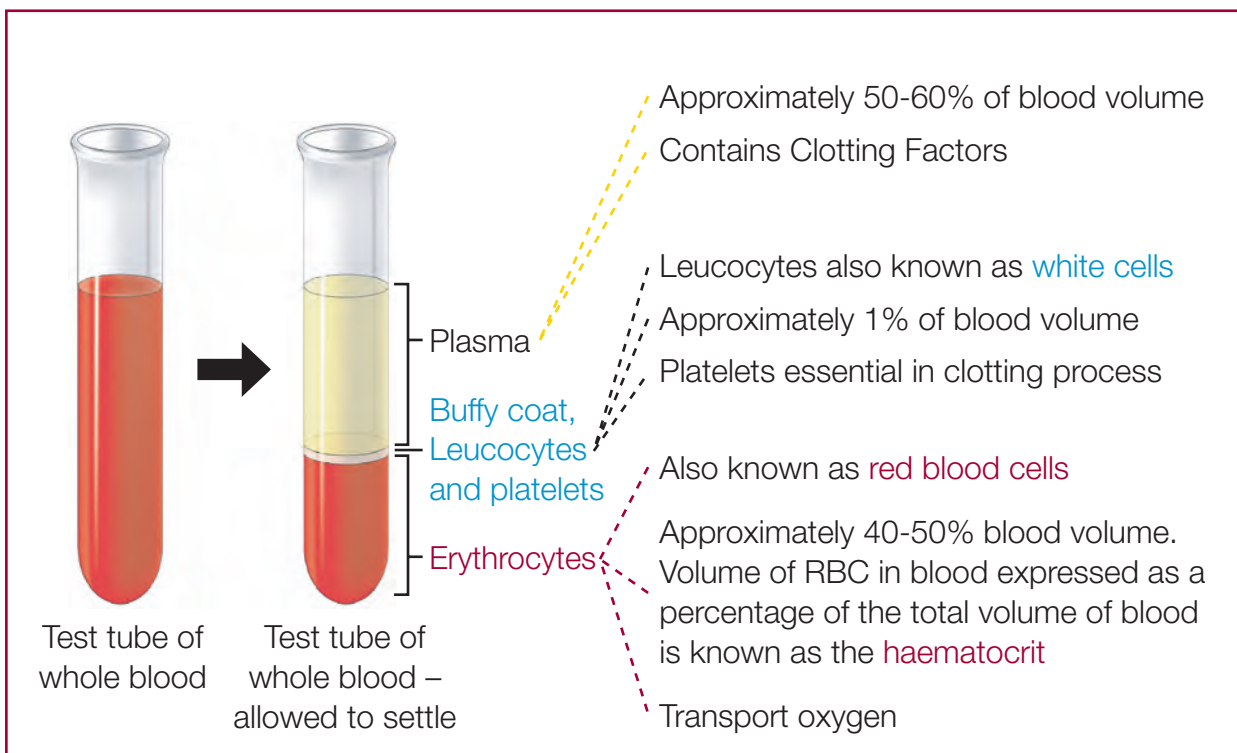 Approximately 50-60% of blood volume
Contains Clotting Factors
Leucocytes also known as white cells
Approximately 1% of blood volume
Platelets essential in clotting process
Plasma
Buffy coat,
Leucocytes
and platelets
Erythrocytes
Also known as red blood cells
Approximately 40-50% blood volume.
Volume of RBC in blood expressed as a
percentage of the total volume of blood
is known as the haematocrit
Transport oxygen
Test tube of
whole blood
Test tube of
whole blood –
allowed to settle